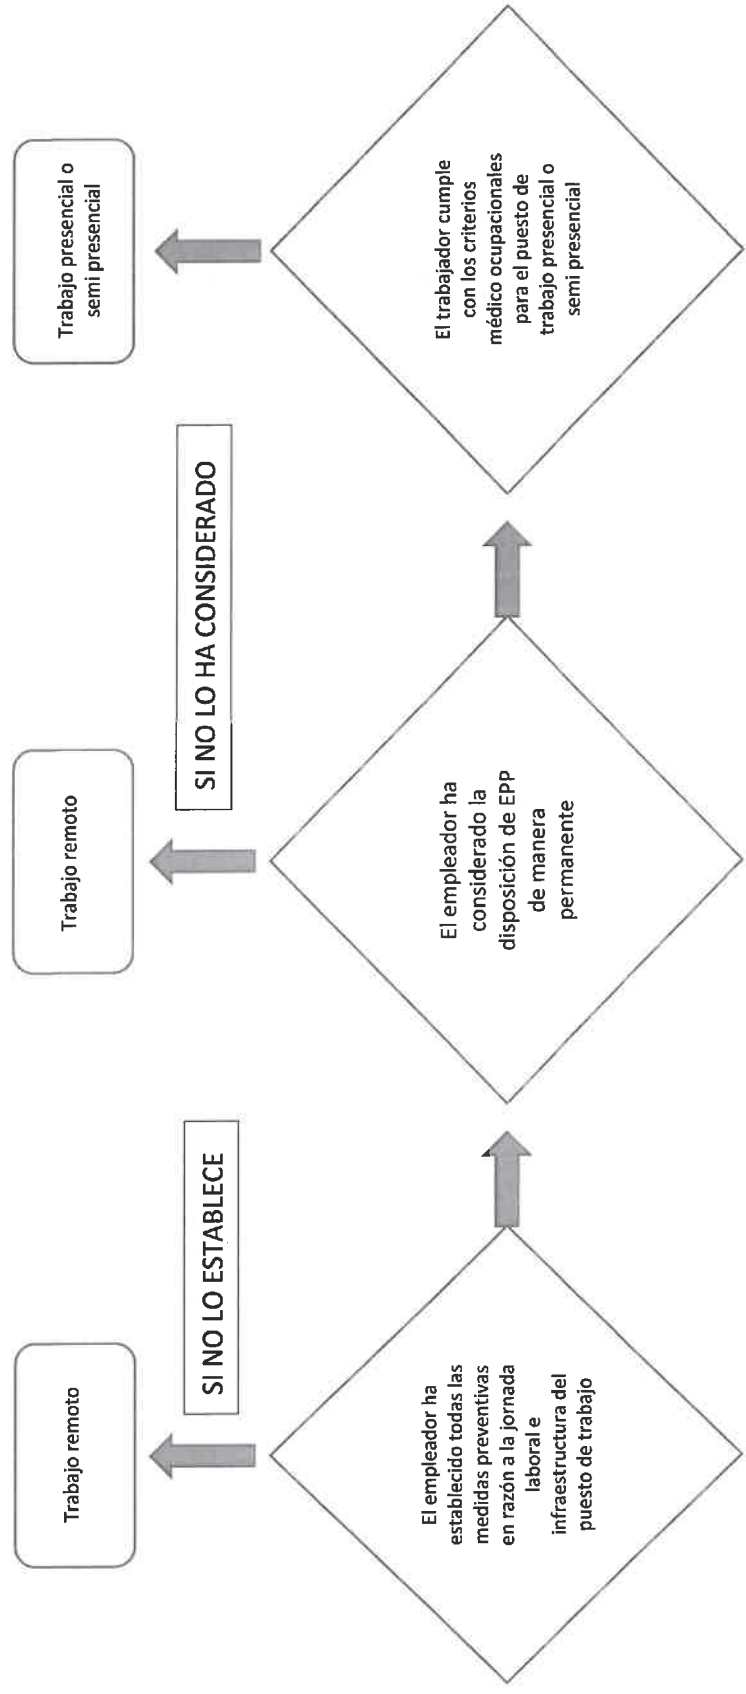 Trabajo remoto
SI NO LO ESTABLECE
El empleador ha
establecido todas las
medidas preventivas
en razón a la jornada
laboral e
infraestructura del
puesto de trabajo
Trabajo remoto
SI NO LO HA CONSIDERADO
El empleador ha
considerado la
disposición de EPP
de manera
permanente
Trabajo presencial o
semi presencial
El trabajador cumple
con los criterios
médico ocupacionales
para el puesto de
trabajo presencial o
semi presencial